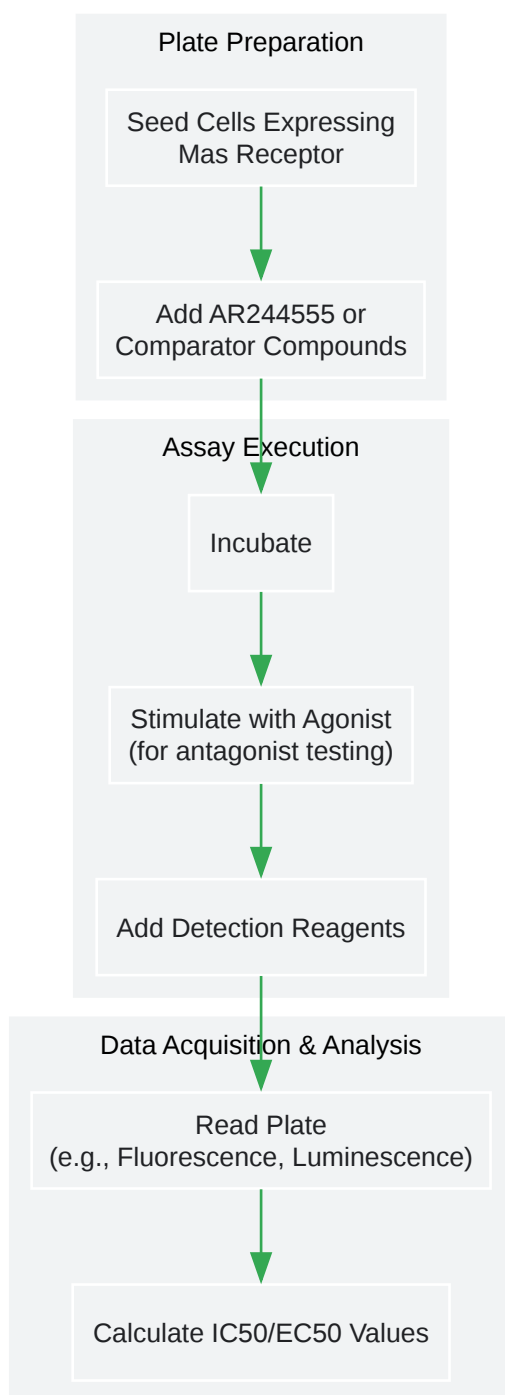 Plate Preparation
Seed Cells Expressing
Mas Receptor
Add AR244555 or
Comparator Compounds
Assay Execution
Incubate
Stimulate with Agonist
(for antagonist testing)
Add Detection Reagents
Data Acquisition & Analysis
Read Plate
(e.g., Fluorescence, Luminescence)
Calculate IC50/EC50 Values